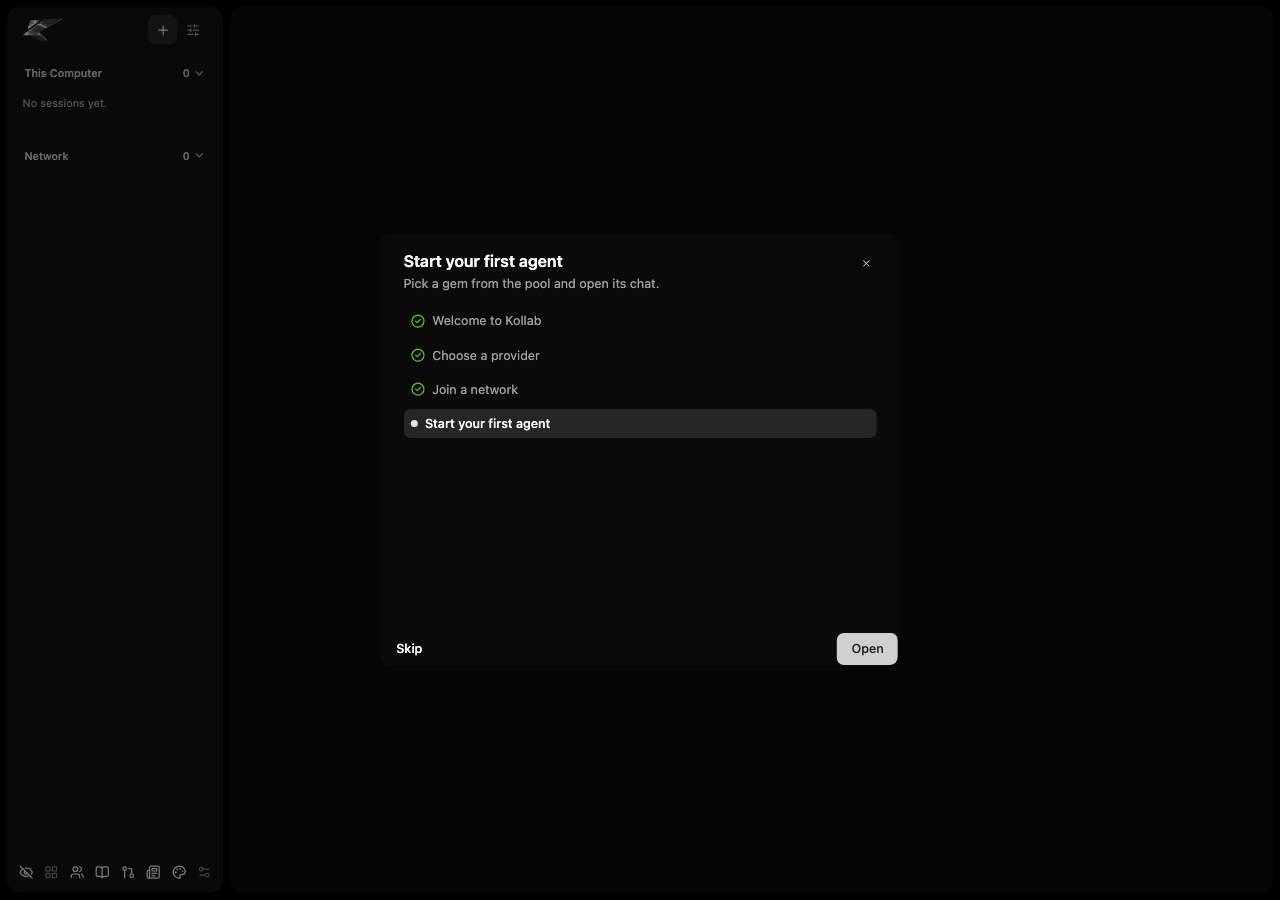 This Computer 0
No sessions yet.
Network 0
Start your first agent
Pick a gem from the pool and open its chat.
Welcome to Kollab
Choose a provider
Join a network
Start your first agent
Skip
Open